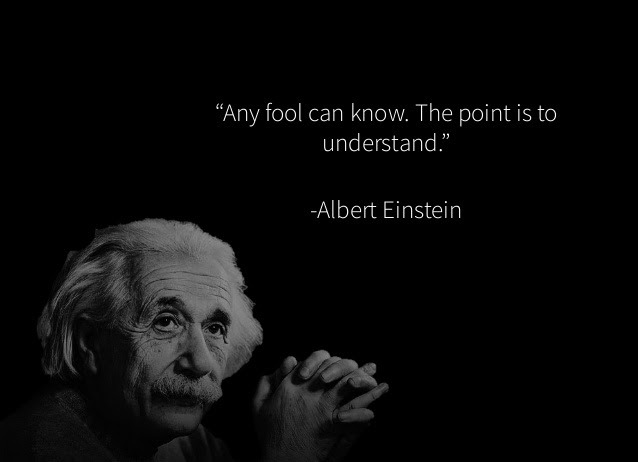 “Any fool can know. The point is to
understand.”
-Albert Einstein